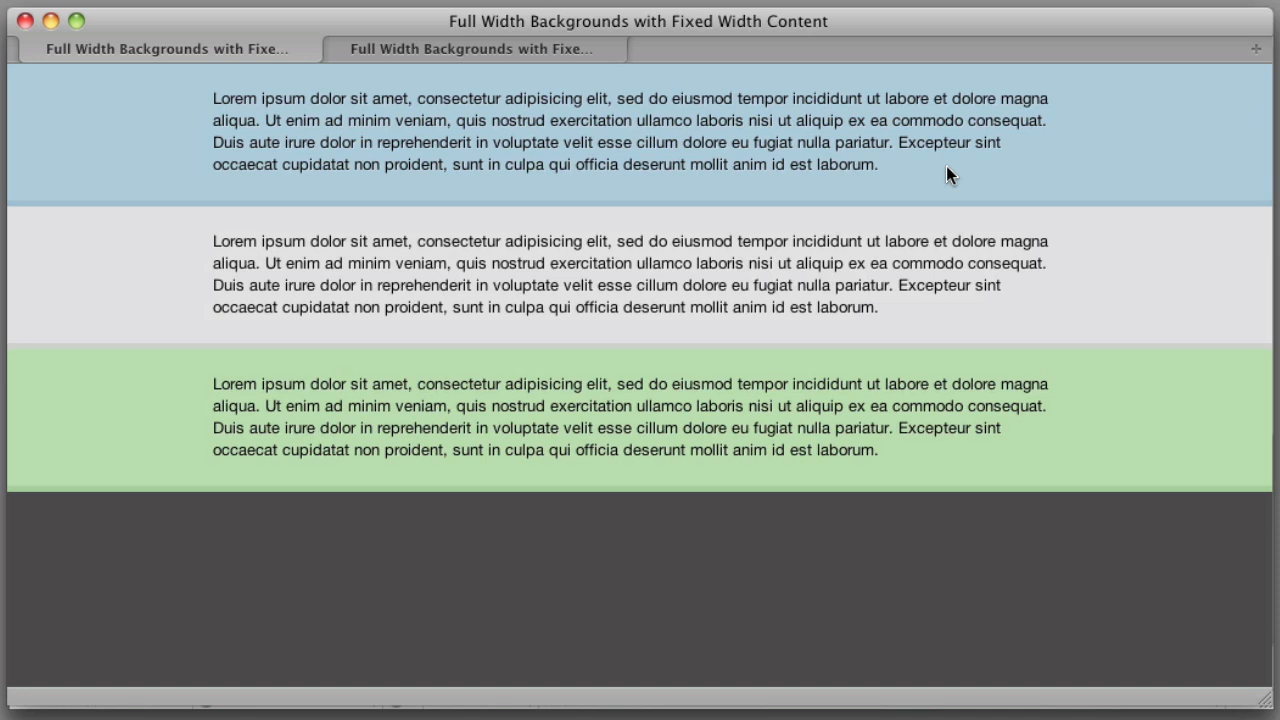 Full Width Backgrounds with Fixed Width Content
Full Width Backgrounds with Fixe...
Full Width Backgrounds with Fixe...
Lorem ipsum dolor sit amet, consectetur adipisicing elit, sed do eiusmod tempor incididunt ut labore et dolore magna
aliqua. Ut enim ad minim veniam, quis nostrud exercitation ullamco laboris nisi ut aliquip ex ea commodo consequat.
Duis aute irure dolor in reprehenderit in voluptate velit esse cillum dolore eu fugiat nulla pariatur. Excepteur sint
occaecat cupidatat non proident, sunt in culpa qui officia deserunt mollit anim id est laborum.
Lorem ipsum dolor sit amet, consectetur adipisicing elit, sed do eiusmod tempor incididunt ut labore et dolore magna
aliqua. Ut enim ad minim veniam, quis nostrud exercitation ullamco laboris nisi ut aliquip ex ea commodo consequat.
Duis aute irure dolor in reprehenderit in voluptate velit esse cillum dolore eu fugiat nulla pariatur. Excepteur sint
occaecat cupidatat non proident, sunt in culpa qui officia deserunt mollit anim id est laborum.
Lorem ipsum dolor sit amet, consectetur adipisicing elit, sed do eiusmod tempor incididunt ut labore et dolore magna
aliqua. Ut enim ad minim veniam, quis nostrud exercitation ullamco laboris nisi ut aliquip ex ea commodo consequat.
Duis aute irure dolor in reprehenderit in voluptate velit esse cillum dolore eu fugiat nulla pariatur. Excepteur sint
occaecat cupidatat non proident, sunt in culpa qui officia deserunt mollit anim id est laborum.